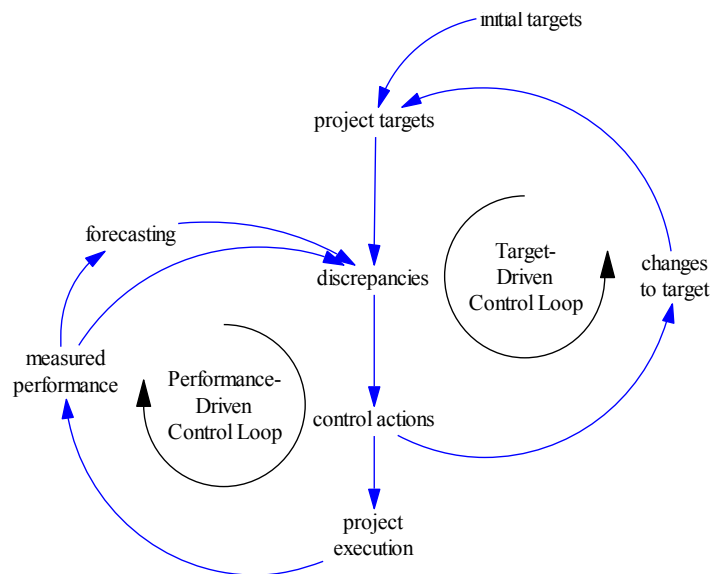 initial targets
project targets
forecasting
discrepancies
Target-
Driven
Control Loop
changes
to target
measured
performance
Performance-
Driven
Control Loop
control actions
project
execution